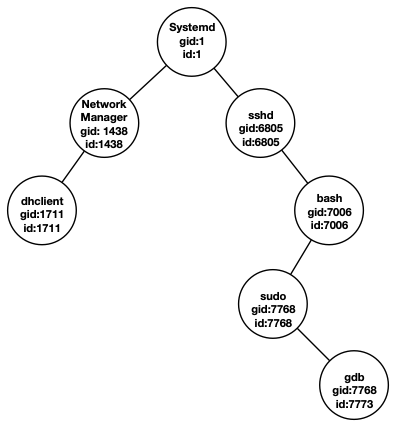 Systemd
gid:1
id:1
Network
Manager
gid: 1438
id:1438
sshd
gid:6805
id:6805
dhclient
gid:1711
id:1711
bash
gid:7006
id:7006
sudo
gid:7768
id:7768
gdb
gid:7768
id:7773